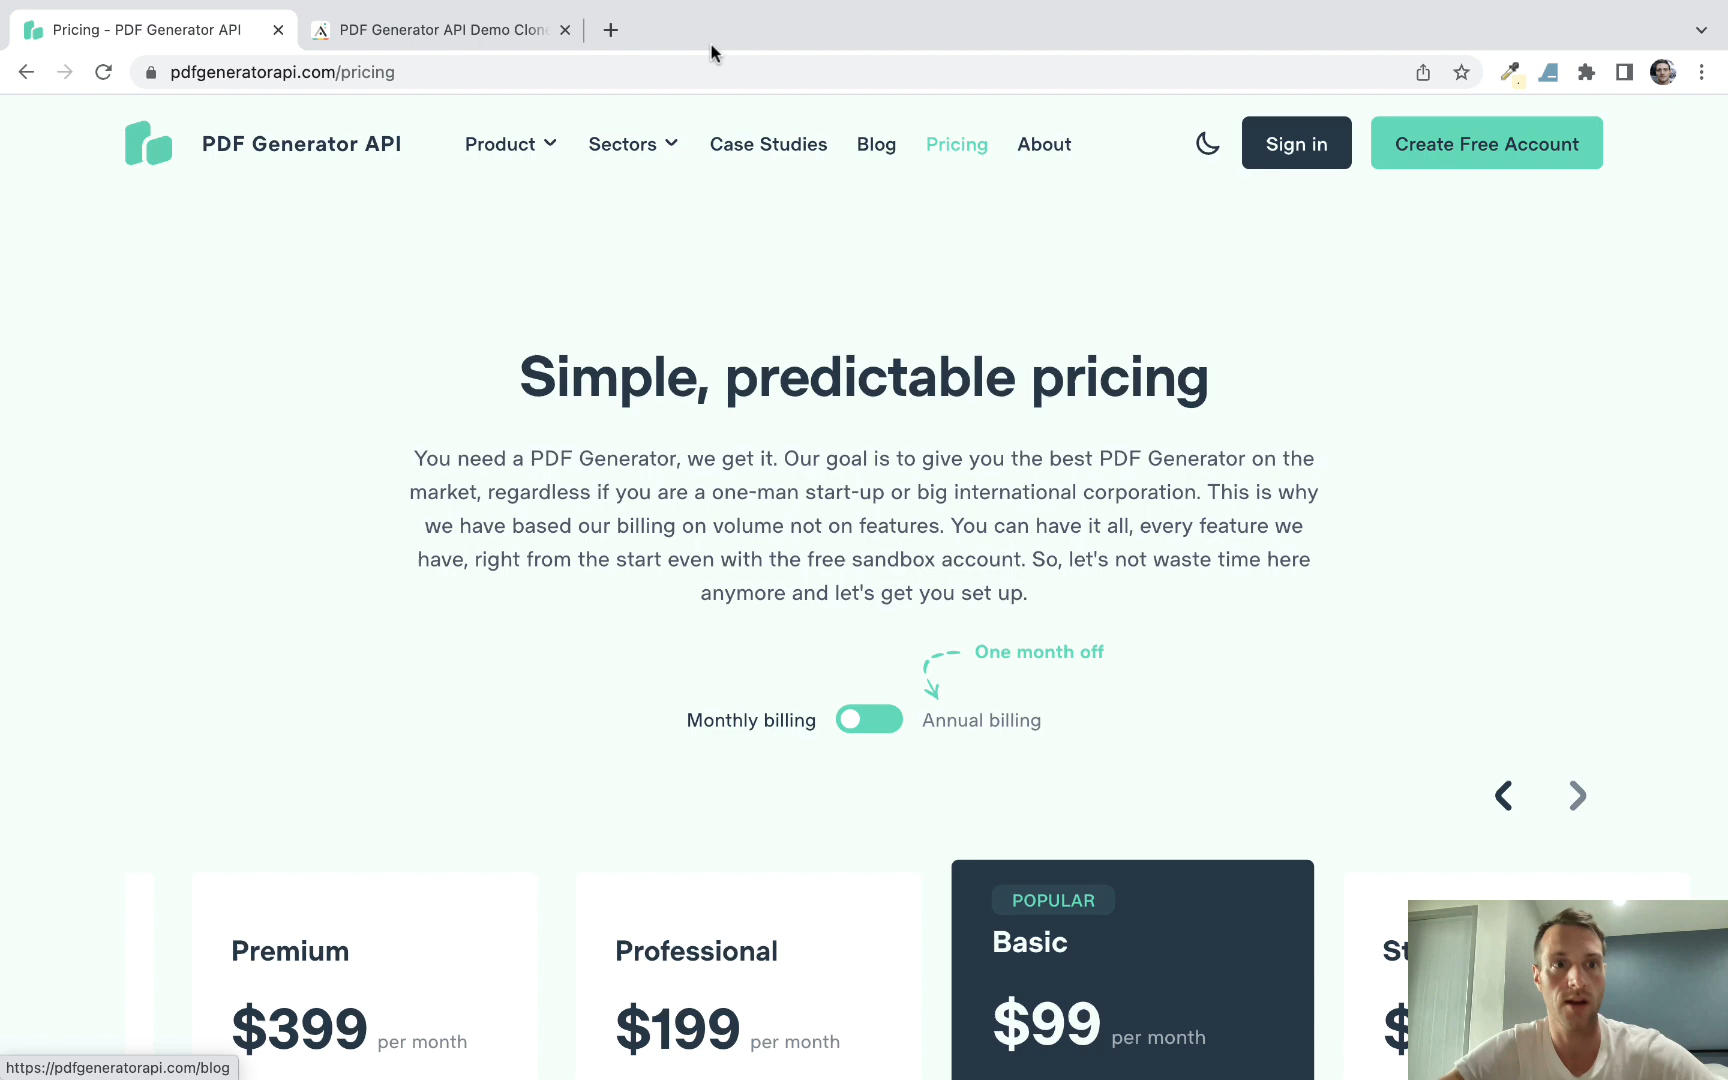 Pricing - PDF Generator API
PDF Generator API Demo Clone
pdfgeneratorapi.com/pricing
PDF Generator API
Product
Sectors
Case Studies
Blog
Pricing
About
Sign in
Create Free Account
Simple, predictable pricing
You need a PDF Generator, we get it. Our goal is to give you the best PDF Generator on the
market, regardless if you are a one-man start-up or big international corporation. This is why
we have based our billing on volume not on features. You can have it all, every feature we
have, right from the start even with the free sandbox account. So, let's not waste time here
anymore and let's get you set up.
One month off
Monthly billing
Annual billing
Premium
$399 per month
Professional
$199 per month
POPULAR
Basic
$99 per month
St
$
https://pdfgeneratorapi.com/blog